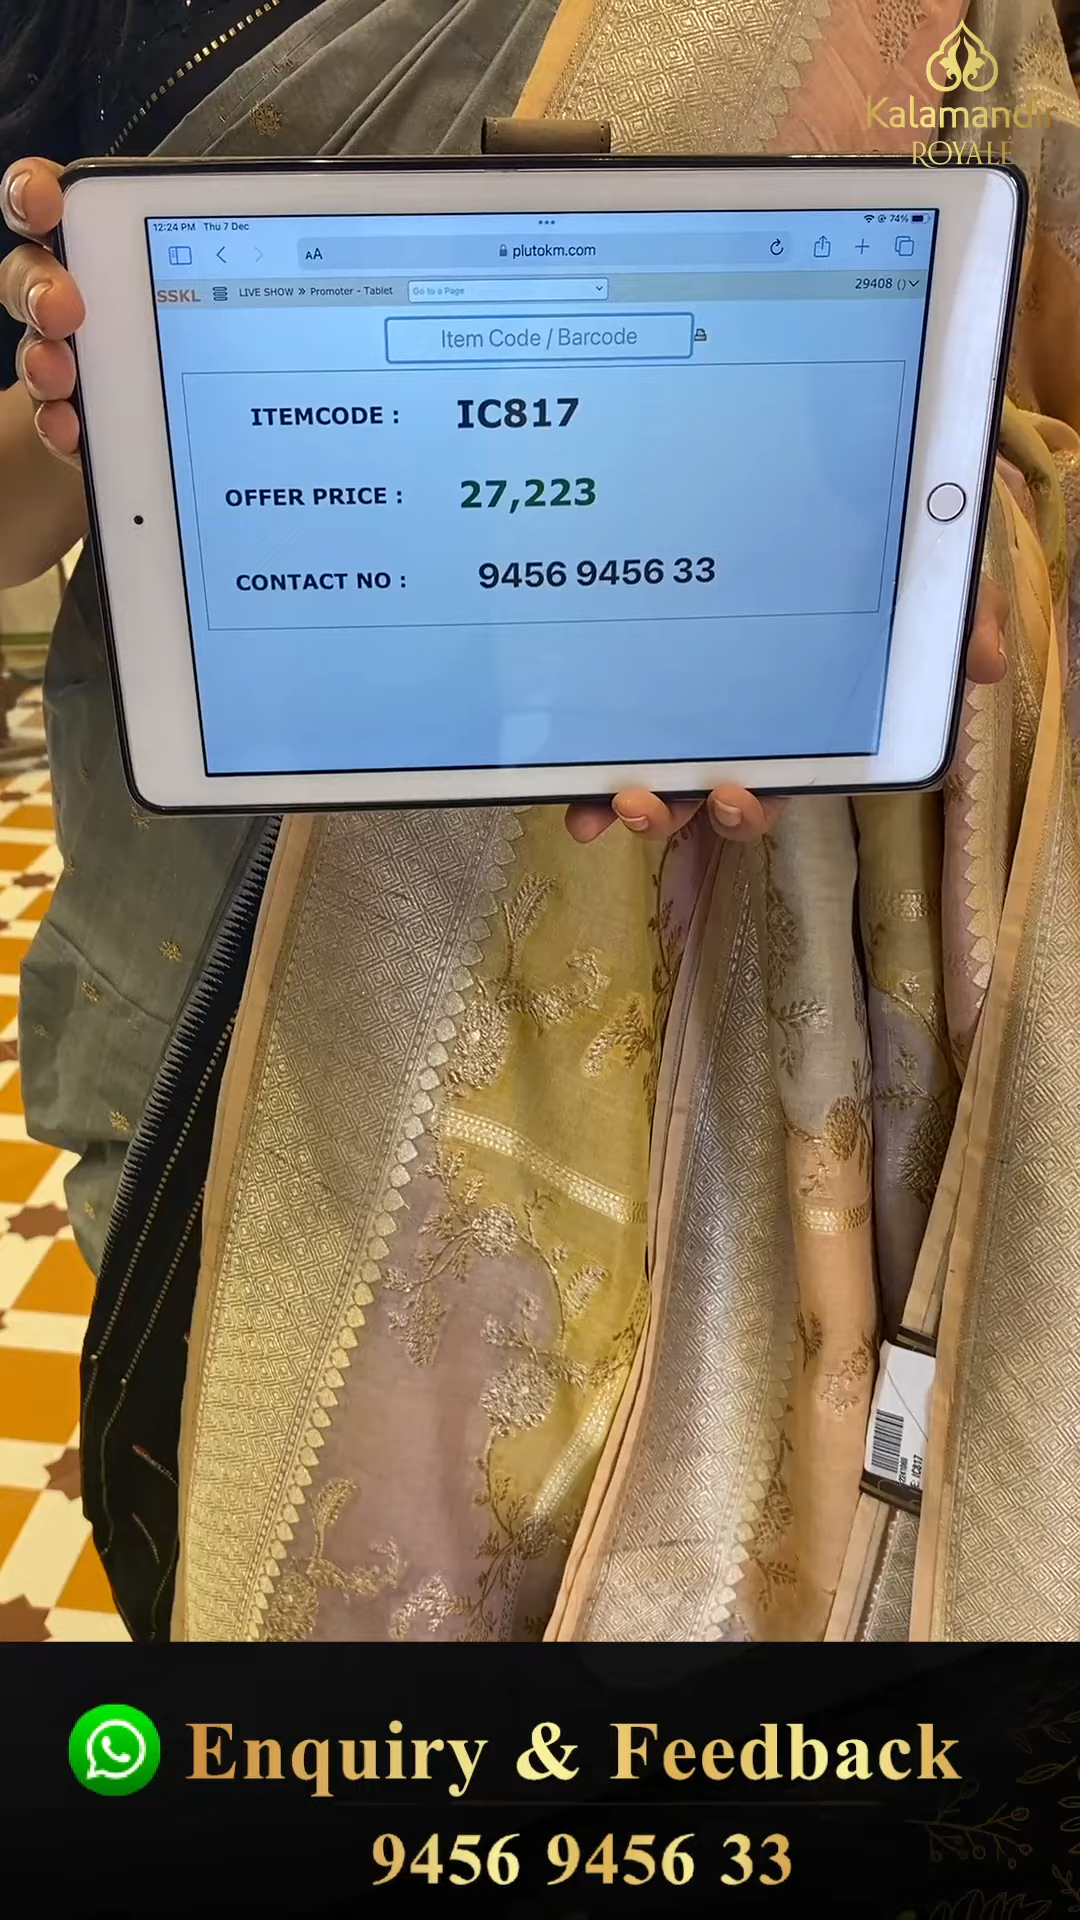 Kalamandir
ROYALE
12:24 PM Thu 7 Dec
74%
AA
plutokm.com
SSKL
LIVE SHOW » Promoter - Tablet
Go to a Page
29408 ()
Item Code / Barcode
ITEMCODE : IC817
OFFER PRICE : 27,223
CONTACT NO : 9456 9456 33
IC817
Enquiry & Feedback
9456 9456 33